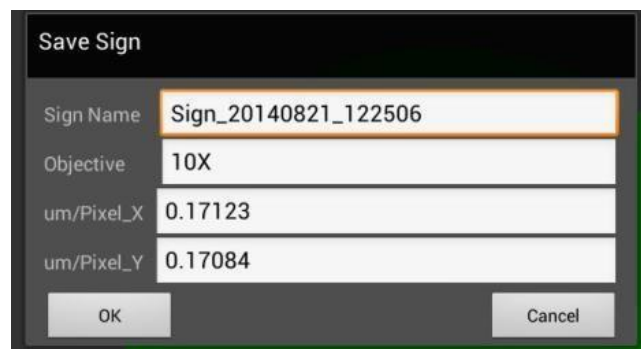 Save Sign
Sign Name Sign_20140821_122506
Objective 10X
um/Pixel_X 0.17123
um/Pixel_Y 0.17084
OK Cancel